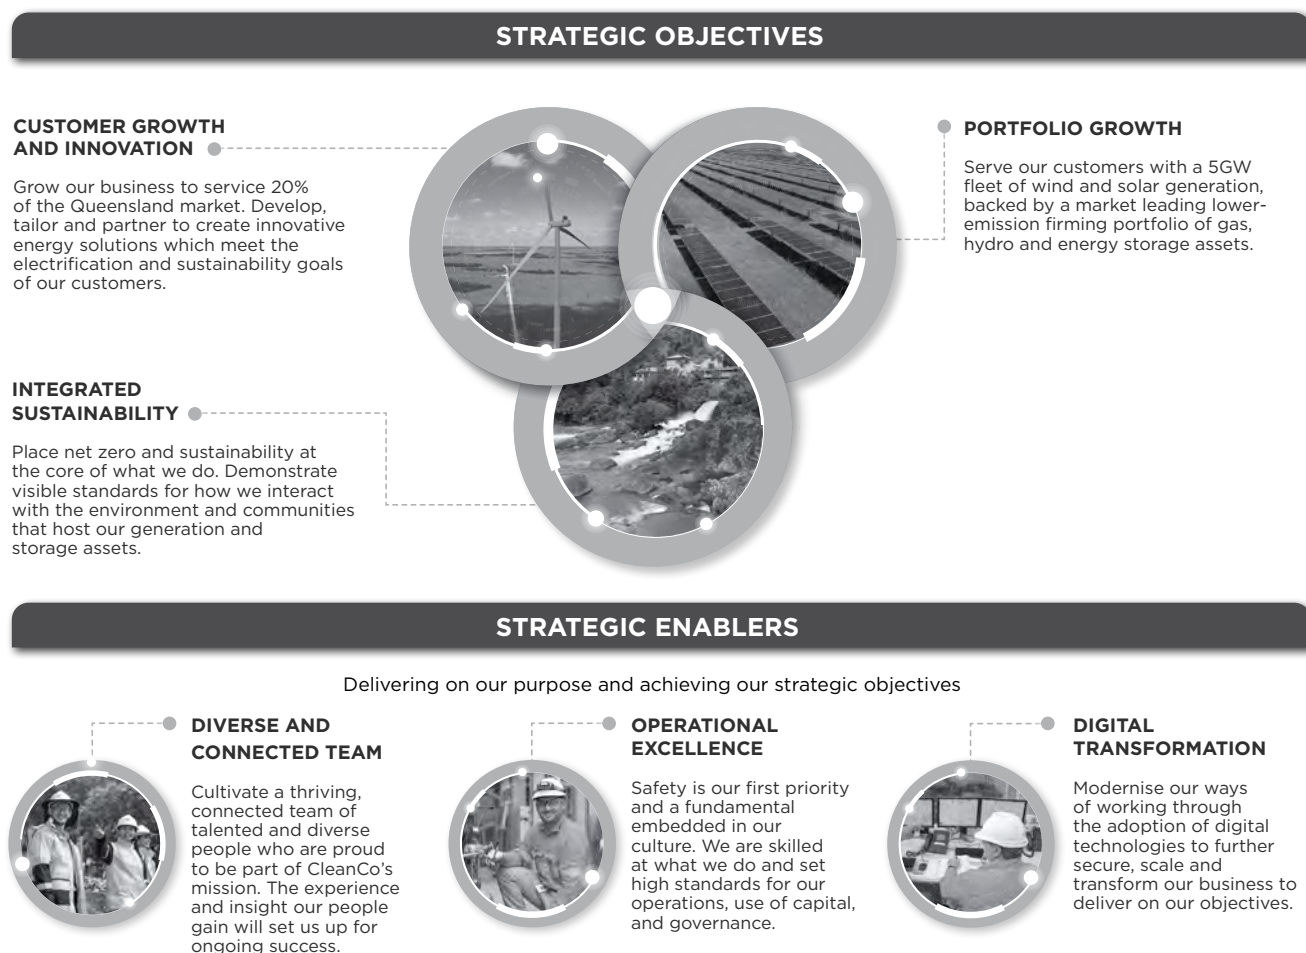 STRATEGIC OBJECTIVES
CUSTOMER GROWTH
AND INNOVATION
Grow our business to service 20%
of the Queensland market. Develop,
tailor and partner to create innovative
energy solutions which meet the
electrification and sustainability goals
of our customers.
PORTFOLIO GROWTH
Serve our customers with a 5GW
fleet of wind and solar generation,
backed by a market leading lower-
emission firming portfolio of gas,
hydro and energy storage assets.
INTEGRATED
SUSTAINABILITY
Place net zero and sustainability at
the core of what we do. Demonstrate
visible standards for how we interact
with the environment and communities
that host our generation and
storage assets.
STRATEGIC ENABLERS
Delivering on our purpose and achieving our strategic objectives
DIVERSE AND
CONNECTED TEAM
Cultivate a thriving,
connected team of
talented and diverse
people who are proud
to be part of CleanCo’s
mission. The experience
and insight our people
gain will set us up for
ongoing success.
OPERATIONAL
EXCELLENCE
Safety is our first priority
and a fundamental
embedded in our
culture. We are skilled
at what we do and set
high standards for our
operations, use of capital,
and governance.
DIGITAL
TRANSFORMATION
Modernise our ways
of working through
the adoption of digital
technologies to further
secure, scale and
transform our business to
deliver on our objectives.